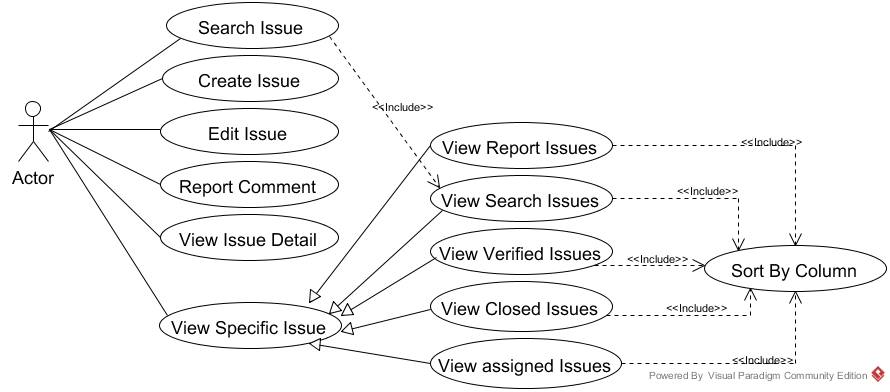 Search Issue
Create Issue
Edit Issue
Report Comment
View Issue Detail
View Specific Issue
Actor
<<Include>>
View Report Issues
View Search Issues
View Verified Issues
View Closed Issues
View assigned Issues
<<Include>>
<<Include>>
<<Include>>
<<Include>>
<<Include>>
Sort By Column
Powered By Visual Paradigm Community Edition